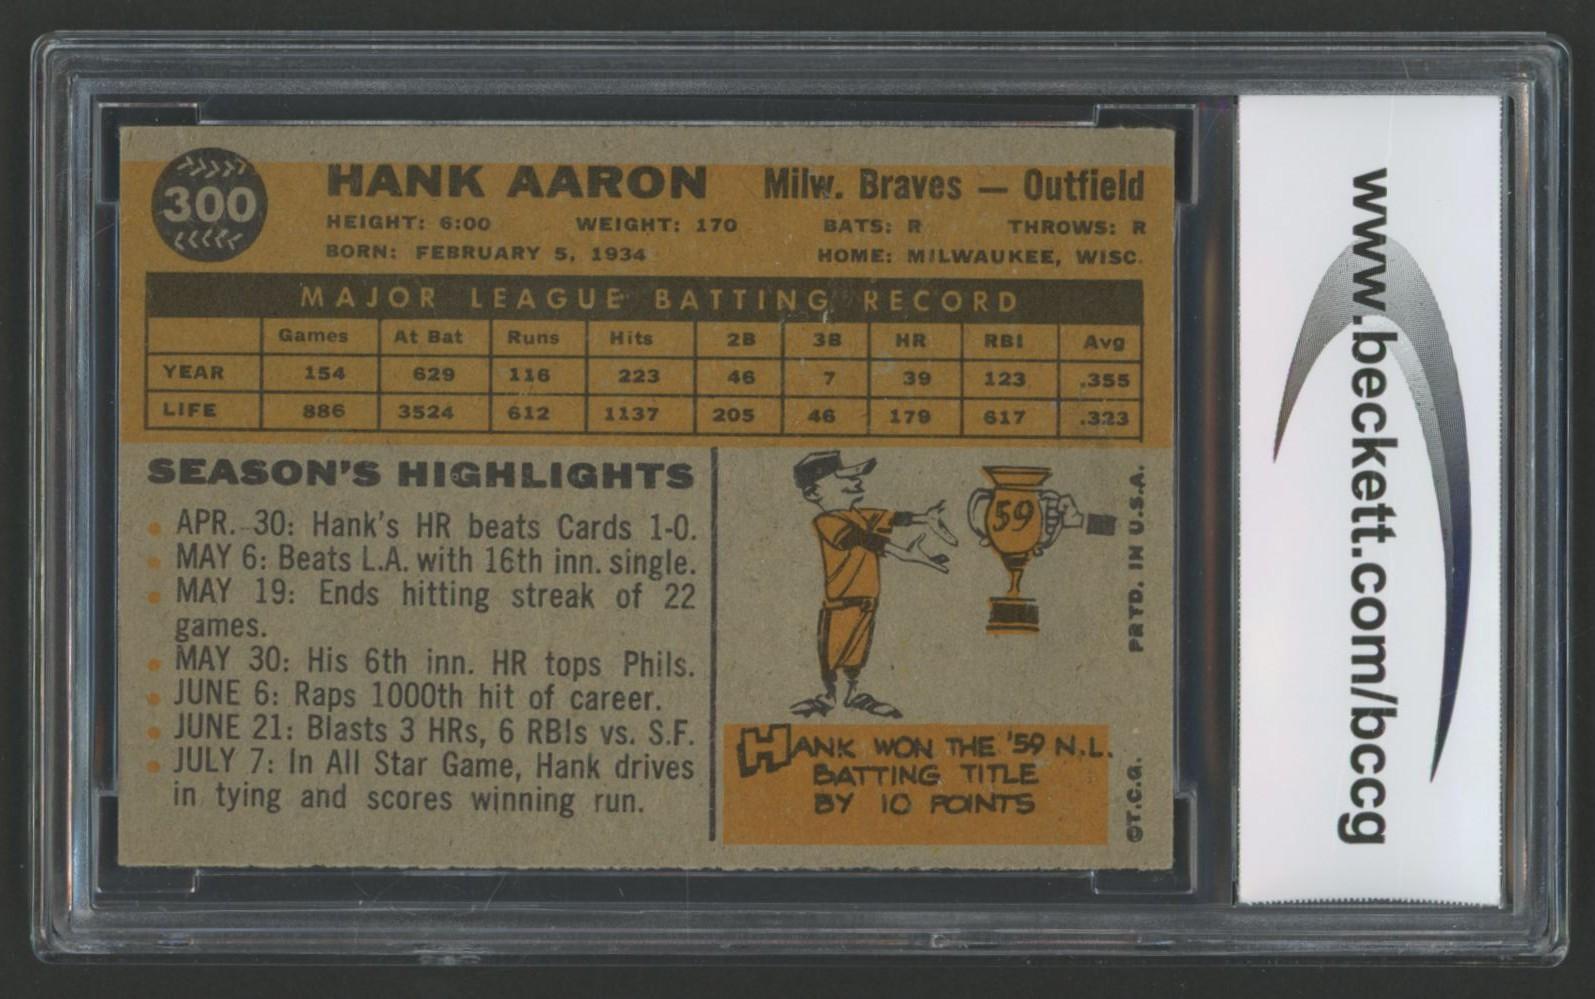 300
HANK AARON Milw. Braves — Outfield
HEIGHT: 6:00 WEIGHT: 170 BATS: R THROWS: R
BORN: FEBRUARY 5, 1934 HOME: MILWAUKEE, WISC.
MAJOR LEAGUE BATTING RECORD
Games At Bat Runs Hits 2B 3B HR RBI Avg
YEAR 154 629 116 223 46 7 39 123 .355
LIFE 886 3524 612 1137 205 46 179 617 .323
SEASON'S HIGHLIGHTS
• APR. 30: Hank's HR beats Cards 1-0.
• MAY 6: Beats L.A. with 16th inn. single.
• MAY 19: Ends hitting streak of 22
games.
• MAY 30: His 6th inn. HR tops Phils.
• JUNE 6: Raps 1000th hit of career.
• JUNE 21: Blasts 3 HRs, 6 RBIs vs. S.F.
• JULY 7: In All Star Game, Hank drives
in tying and scores winning run.
59
HANK WON THE '59 N.L.
BATTING TITLE
BY 10 POINTS
©T.C.G. PRTD. IN U.S.A.
www.beckett.com/bccg